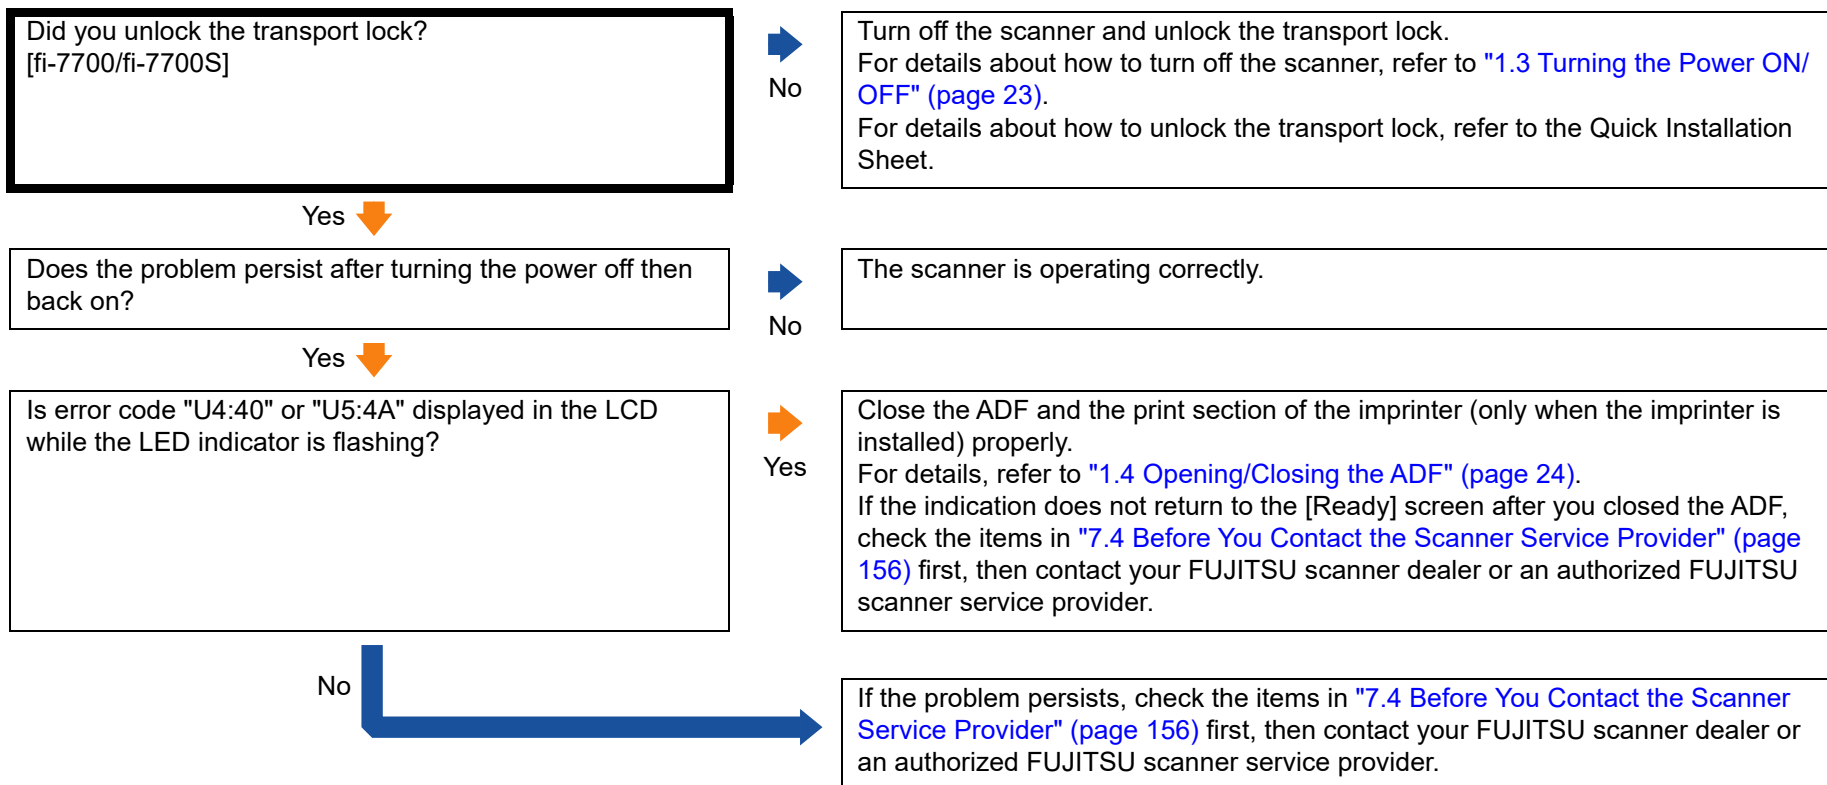 Did you unlock the transport lock?
[fi-7700/fi-7700S]
No
Turn off the scanner and unlock the transport lock.
For details about how to turn off the scanner, refer to "1.3 Turning the Power ON/
OFF" (page 23).
For details about how to unlock the transport lock, refer to the Quick Installation
Sheet.
Yes
Does the problem persist after turning the power off then
back on?
No
The scanner is operating correctly.
Yes
Is error code "U4:40" or "U5:4A" displayed in the LCD
while the LED indicator is flashing?
Yes
Close the ADF and the print section of the imprinter (only when the imprinter is
installed) properly.
For details, refer to "1.4 Opening/Closing the ADF" (page 24).
If the indication does not return to the [Ready] screen after you closed the ADF,
check the items in "7.4 Before You Contact the Scanner Service Provider" (page
156) first, then contact your FUJITSU scanner dealer or an authorized FUJITSU
scanner service provider.
No
If the problem persists, check the items in "7.4 Before You Contact the Scanner
Service Provider" (page 156) first, then contact your FUJITSU scanner dealer or
an authorized FUJITSU scanner service provider.